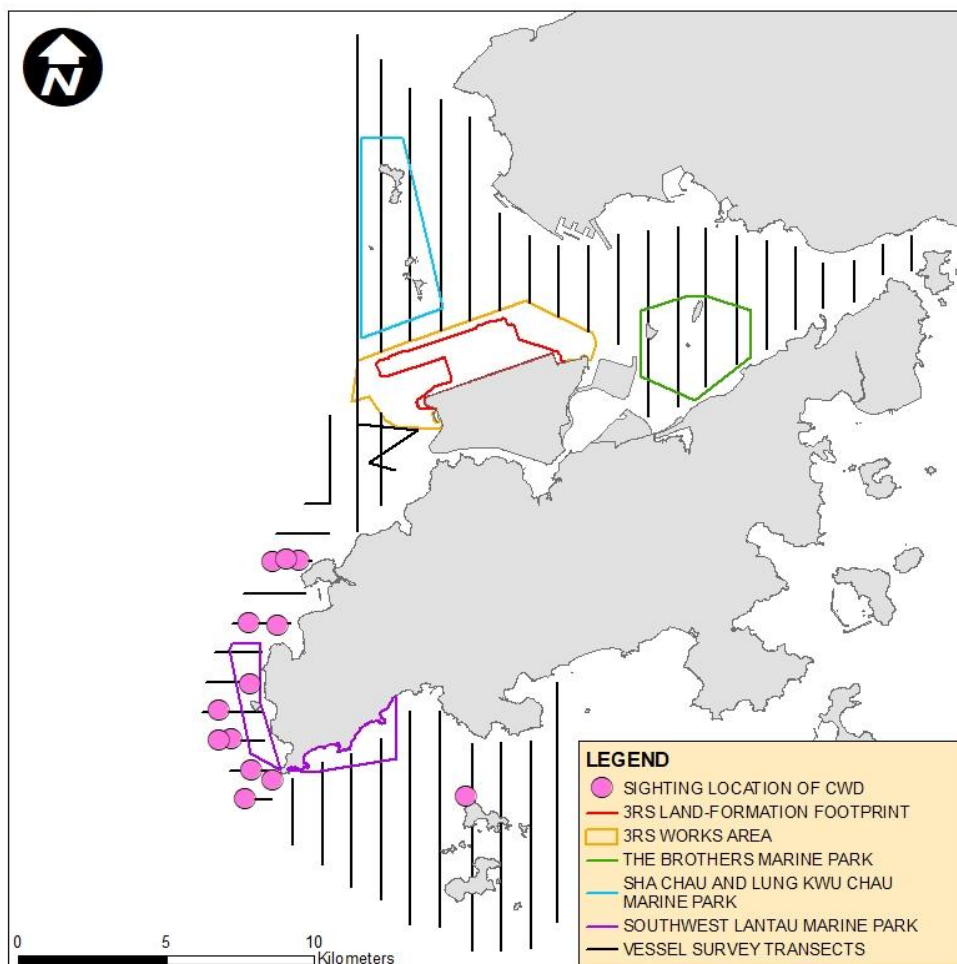 N
LEGEND
SIGHTING LOCATION OF CWD
3RS LAND-FORMATION FOOTPRINT
3RS WORKS AREA
THE BROTHERS MARINE PARK
SHA CHAU AND LUNG KWU CHAU
MARINE PARK
SOUTHWEST LANTAU MARINE PARK
VESSEL SURVEY TRANSECTS
0 5 10
Kilometers